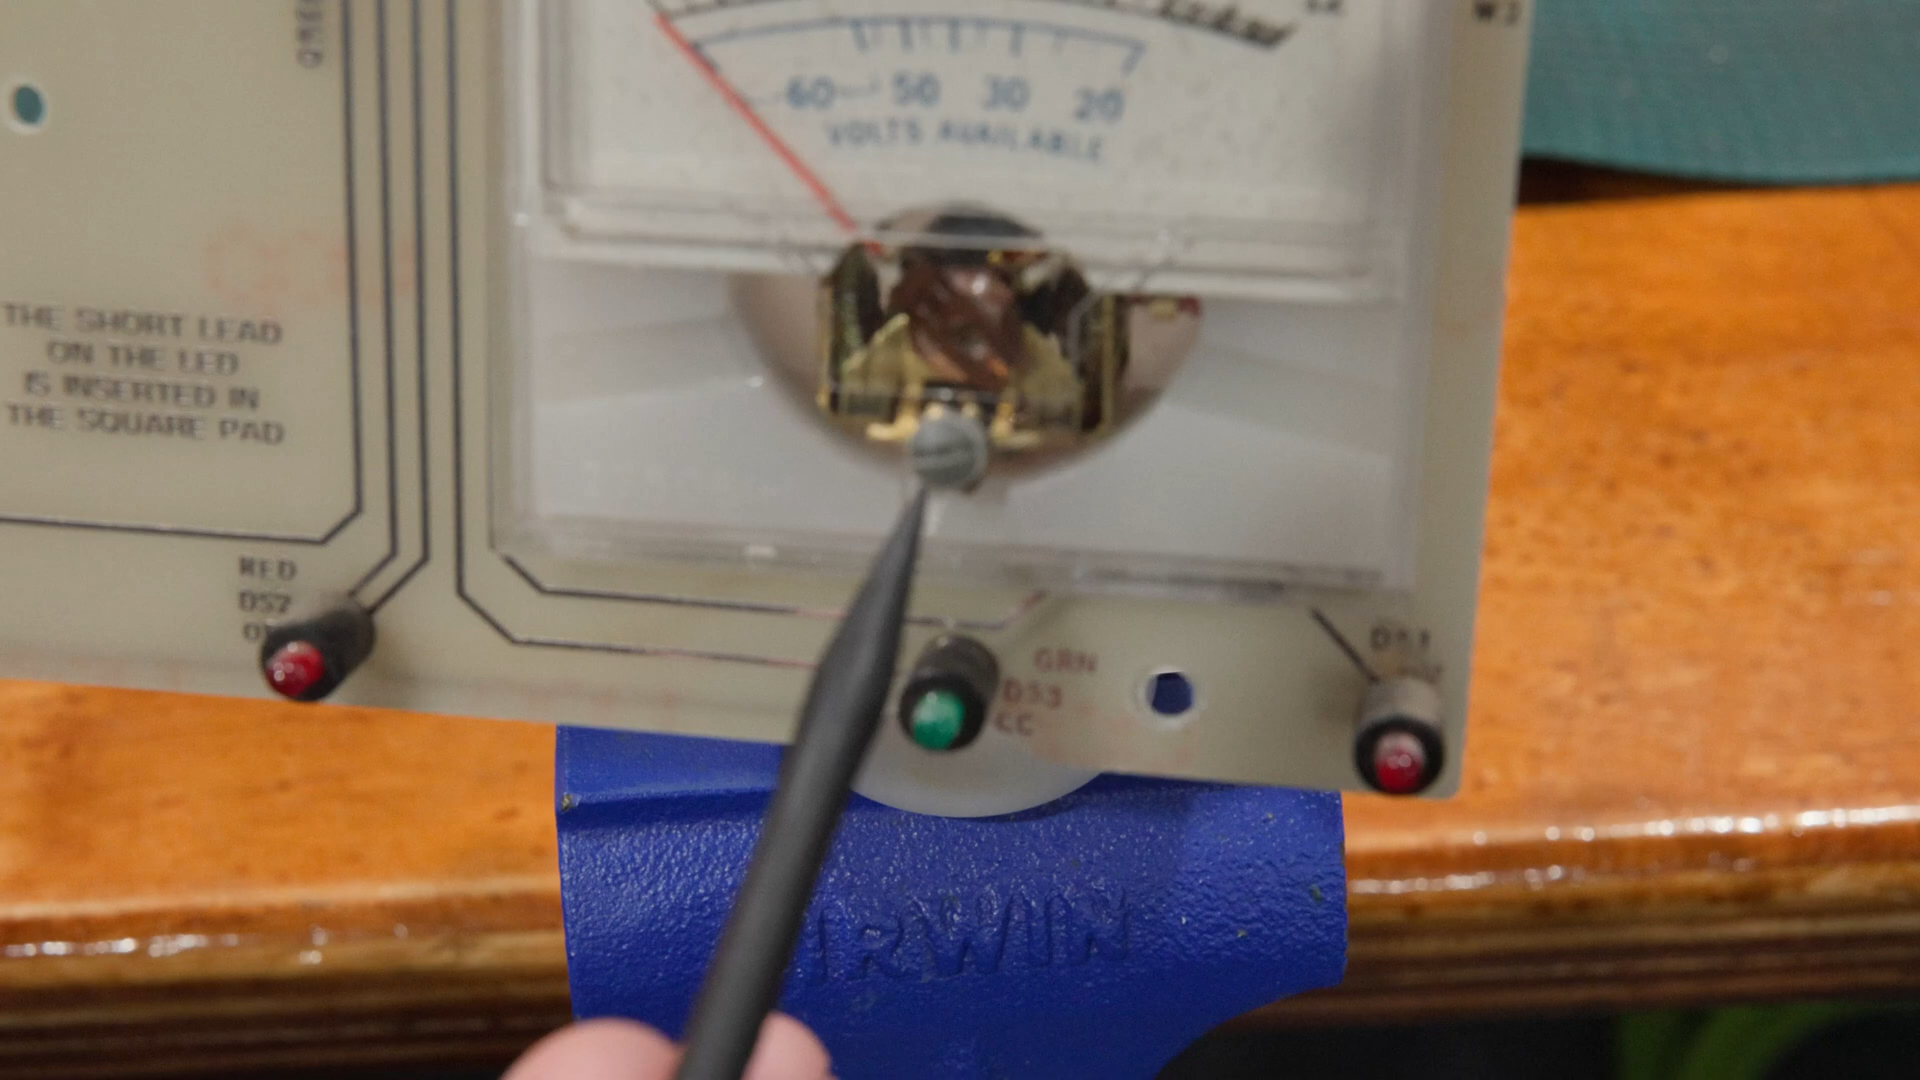 60 50 30 20
VOLTS AVAILABLE
THE SHORT LEAD
ON THE LED
IS INSERTED IN
THE SQUARE PAD
RED
DS2
GRN
DS3
CC
DS1
IRWIN